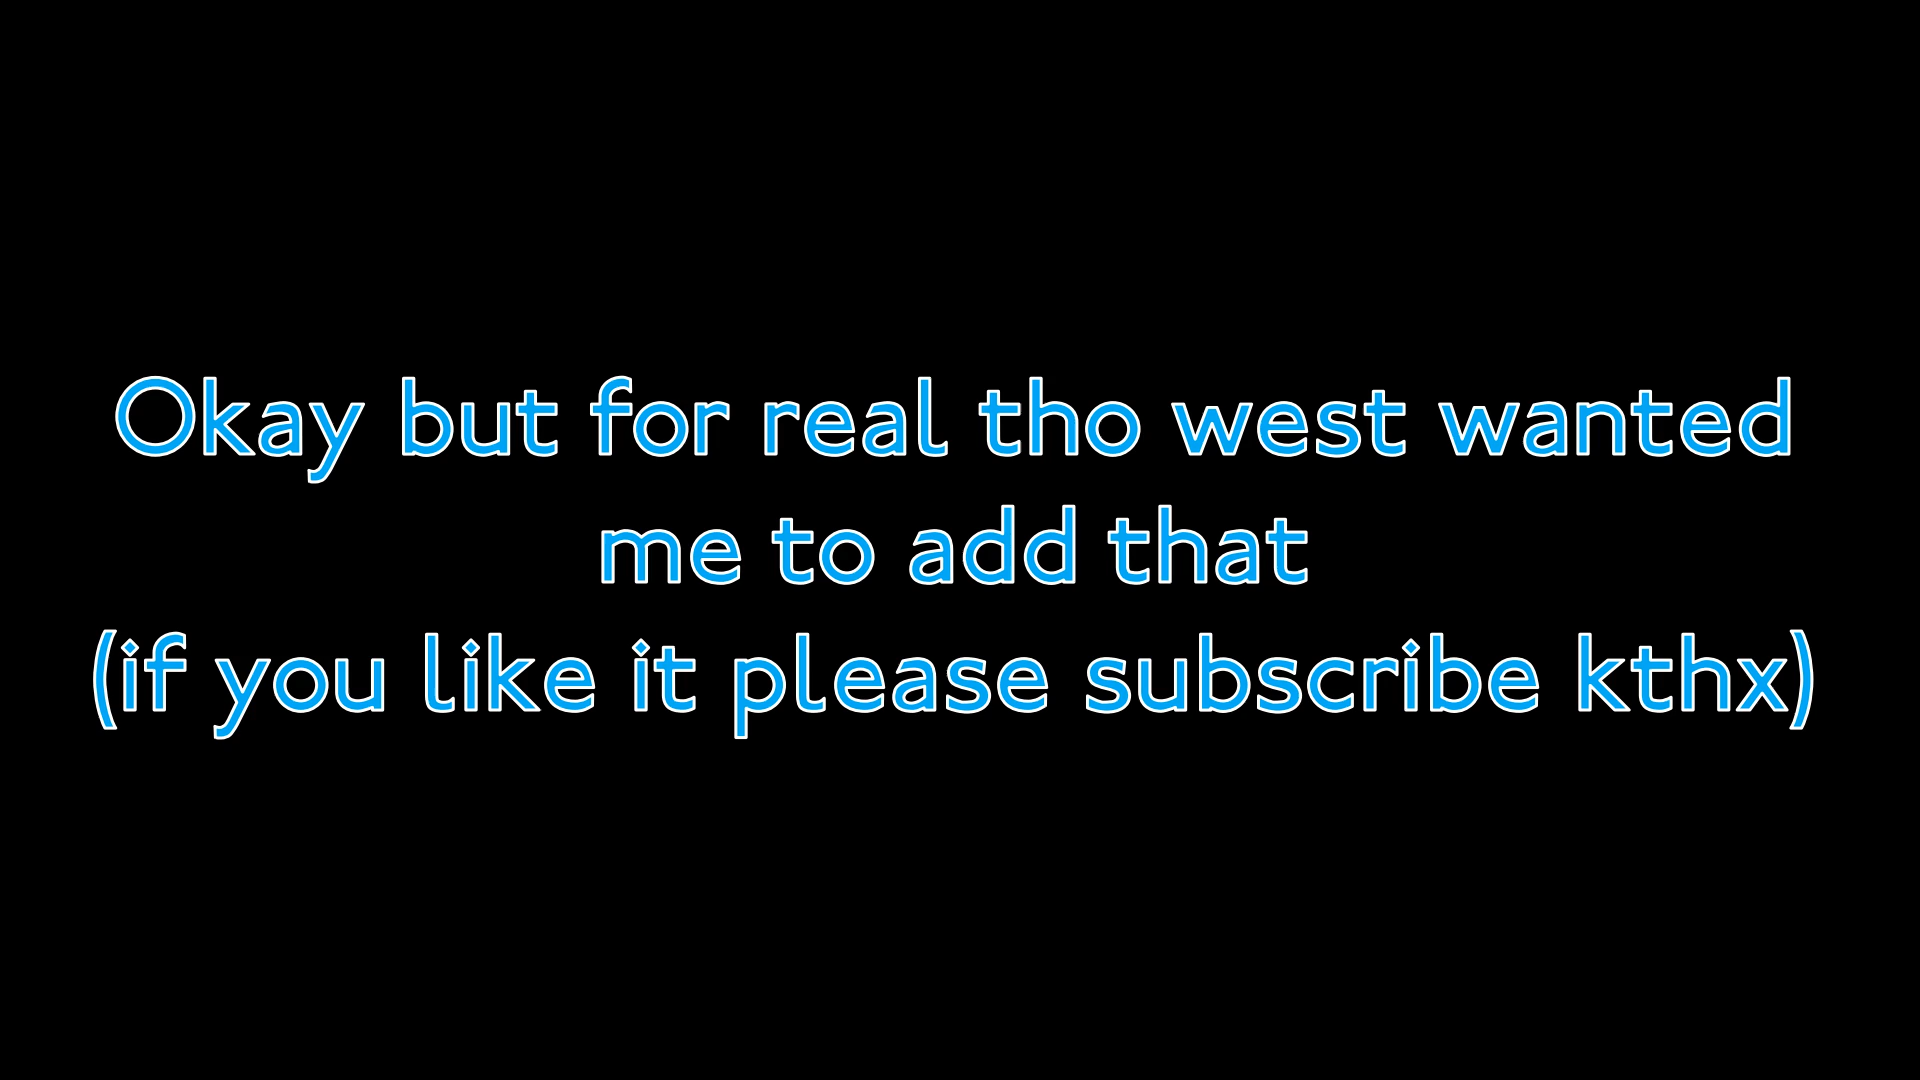 Okay but for real tho west wanted
me to add that
(if you like it please subscribe kthx)